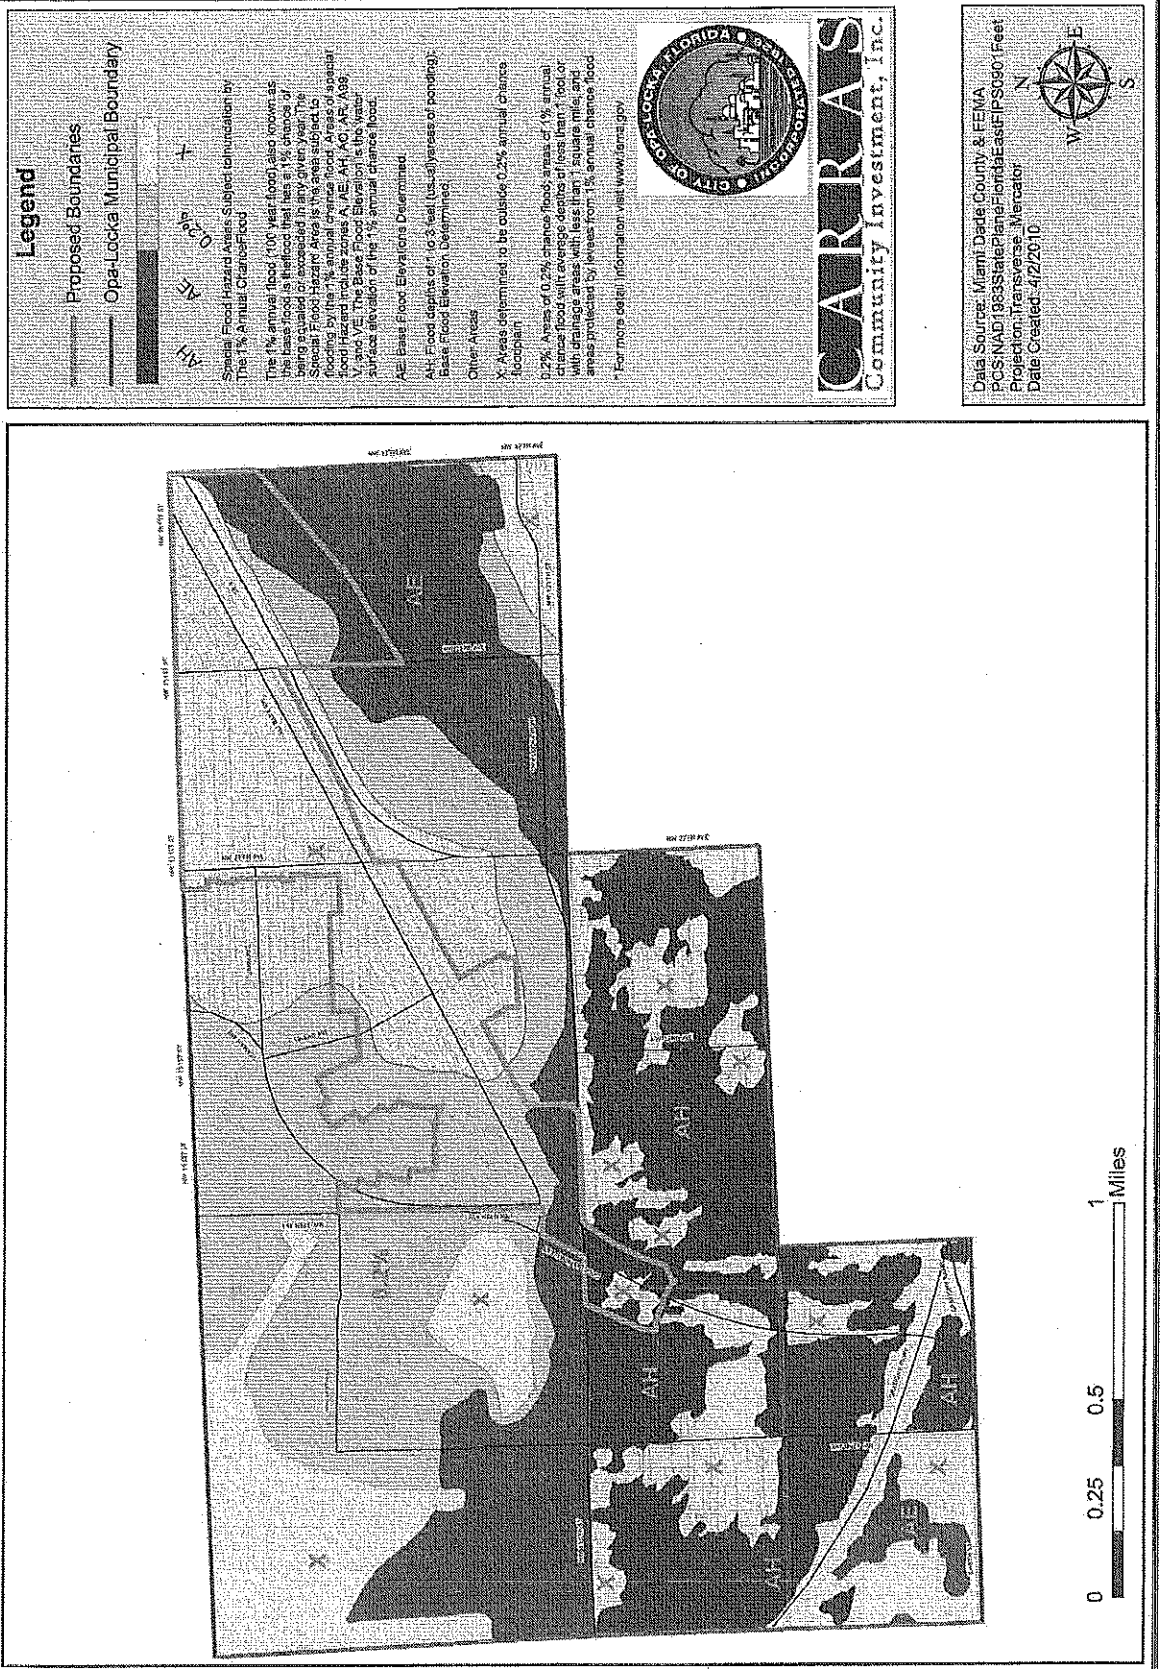 Legend
Proposed Boundaries
Opa-Locka Municipal Boundary
AH AE 0.2% X
Special Flood Hazard Areas Subject to Inundation by
The 1% Annual Chance Flood
The 1% annual flood (100 year flood), also known as
the base flood is the flood that has a 1% chance of
being equaled or exceeded in any given year. The
Special Flood Hazard Area is the area subject to
flooding by the 1% annual chance flood. Areas of special
flood Hazard include zones A, AE, AH, AO, AR, A99,
V, and VE. The Base Flood Elevation is the water
surface elevation of the 1% annual chance flood.
AE: Base Flood Elevations Determined.
AH: Flood depths of 1 to 3 feet (usually areas of ponding);
Base Flood Elevation Determined.
Other Areas
X: Areas determined to be outside 0.2% annual chance
floodplain
0.2%: Areas of 0.2% chance flood; areas of 1% annual
chance flood with average depths of less than 1 foot or
with drainage areas with less than 1 square mile; and
areas protected by levees from 1% annual chance flood
* For more detail information visit www.fema.gov
CITY OF OPA-LOCKA, FLORIDA
INCORPORATED 1926
CARRAS
Community Investment, Inc.
Data Source: Miami Dade County & FEMA
PCS:NAD1983StatePlaneFloridaEastFIPS0901Feet
Projection:Transverse_Mercator
Date Created: 4/2/2010
N
W E
S
AE
X
0.2%
X
X
X
X
X
X
X
AH
AH
X
X
X
AH
AH
AE
X
0 0.25 0.5 1
Miles